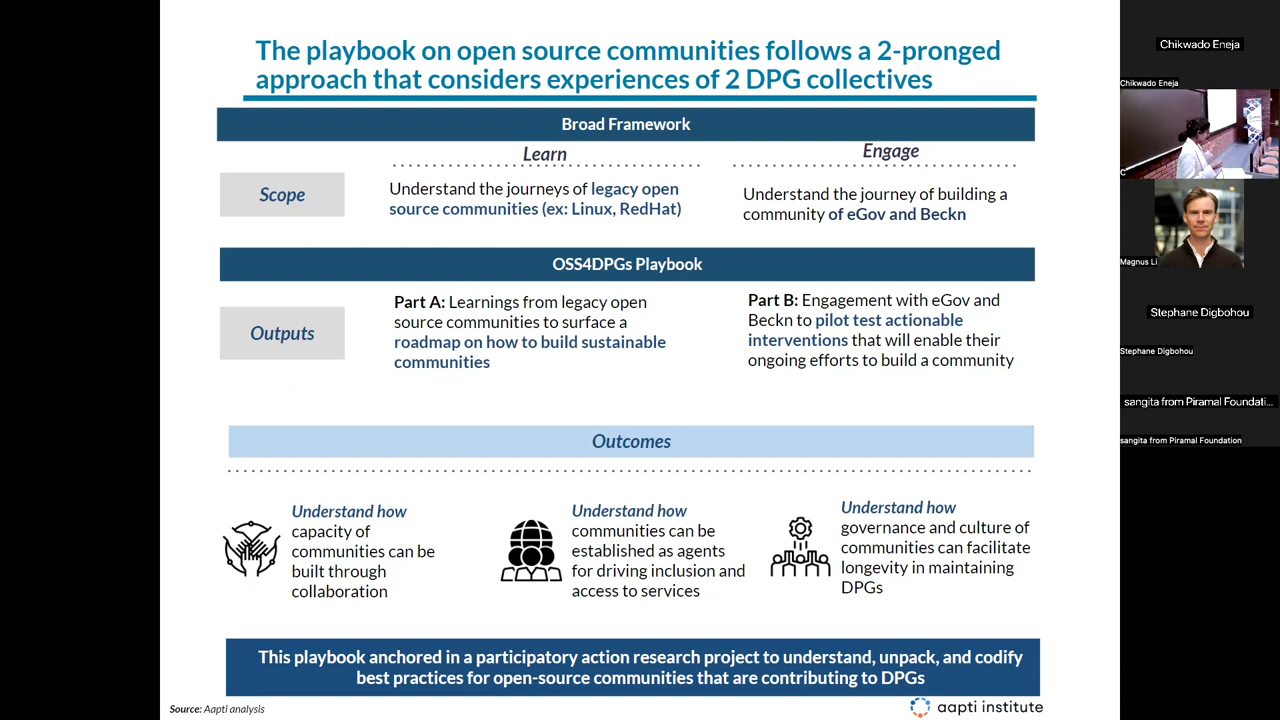 The playbook on open source communities follows a 2-pronged
approach that considers experiences of 2 DPG collectives
Broad Framework
Learn
Engage
Scope
Understand the journeys of legacy open
source communities (ex: Linux, RedHat)
Understand the journey of building a
community of eGov and Beckn
OSS4DPGs Playbook
Outputs
Part A: Learnings from legacy open
source communities to surface a
roadmap on how to build sustainable
communities
Part B: Engagement with eGov and
Beckn to pilot test actionable
interventions that will enable their
ongoing efforts to build a community
Outcomes
Understand how
capacity of
communities can be
built through
collaboration
Understand how
communities can be
established as agents
for driving inclusion and
access to services
Understand how
governance and culture of
communities can facilitate
longevity in maintaining
DPGs
This playbook anchored in a participatory action research project to understand, unpack, and codify
best practices for open-source communities that are contributing to DPGs
Source: Aapti analysis
aapti institute
Chikwado Eneja
Chikwado Eneja
C
Magnus Li
Stephane Digbohou
Stephane Digbohou
sangita from Piramal Foundati...
sangita from Piramal Foundation